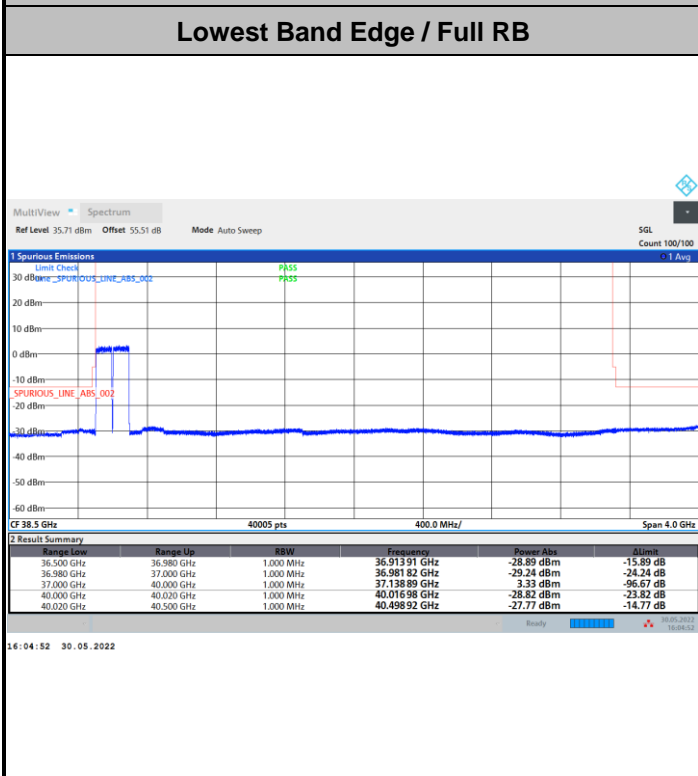 Lowest Band Edge / Full RB
MultiView Spectrum
Ref Level 35.71 dBm Offset 55.51 dB Mode Auto Sweep SGL
Count 100/100
1 Spurious Emissions 1 Avg
Limit Check PASS
30 dBm Line _SPURIOUS_LINE_ABS_002 PASS
20 dBm
10 dBm
0 dBm
-10 dBm
_SPURIOUS_LINE_ABS_002
-20 dBm
-30 dBm
-40 dBm
-50 dBm
-60 dBm
CF 38.5 GHz 40005 pts 400.0 MHz/ Span 4.0 GHz
2 Result Summary
Range Low Range Up RBW Frequency Power Abs ΔLimit
36.500 GHz 36.980 GHz 1.000 MHz 36.91391 GHz -28.89 dBm -15.89 dB
36.980 GHz 37.000 GHz 1.000 MHz 36.98182 GHz -29.24 dBm -24.24 dB
37.000 GHz 40.000 GHz 1.000 MHz 37.13889 GHz 3.33 dBm -96.67 dB
40.000 GHz 40.020 GHz 1.000 MHz 40.01698 GHz -28.82 dBm -23.82 dB
40.020 GHz 40.500 GHz 1.000 MHz 40.49892 GHz -27.77 dBm -14.77 dB
Ready 30.05.2022
16:04:52
16:04:52 30.05.2022